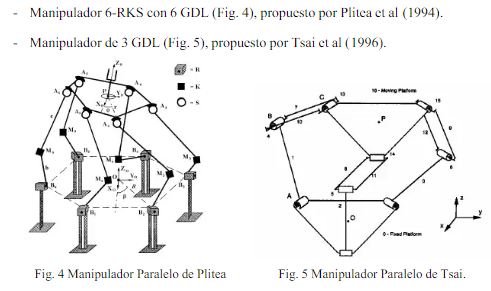 - Manipulador 6-RKS con 6 GDL (Fig. 4), propuesto por Plitea et al (1994).
- Manipulador de 3 GDL (Fig. 5), propuesto por Tsai et al (1996).
= R
= K
= S
10 - Moving Platform
C
B
P
A
O
0 - Fixed Platform
z
y
x
Fig. 4 Manipulador Paralelo de Plitea
Fig. 5 Manipulador Paralelo de Tsai.